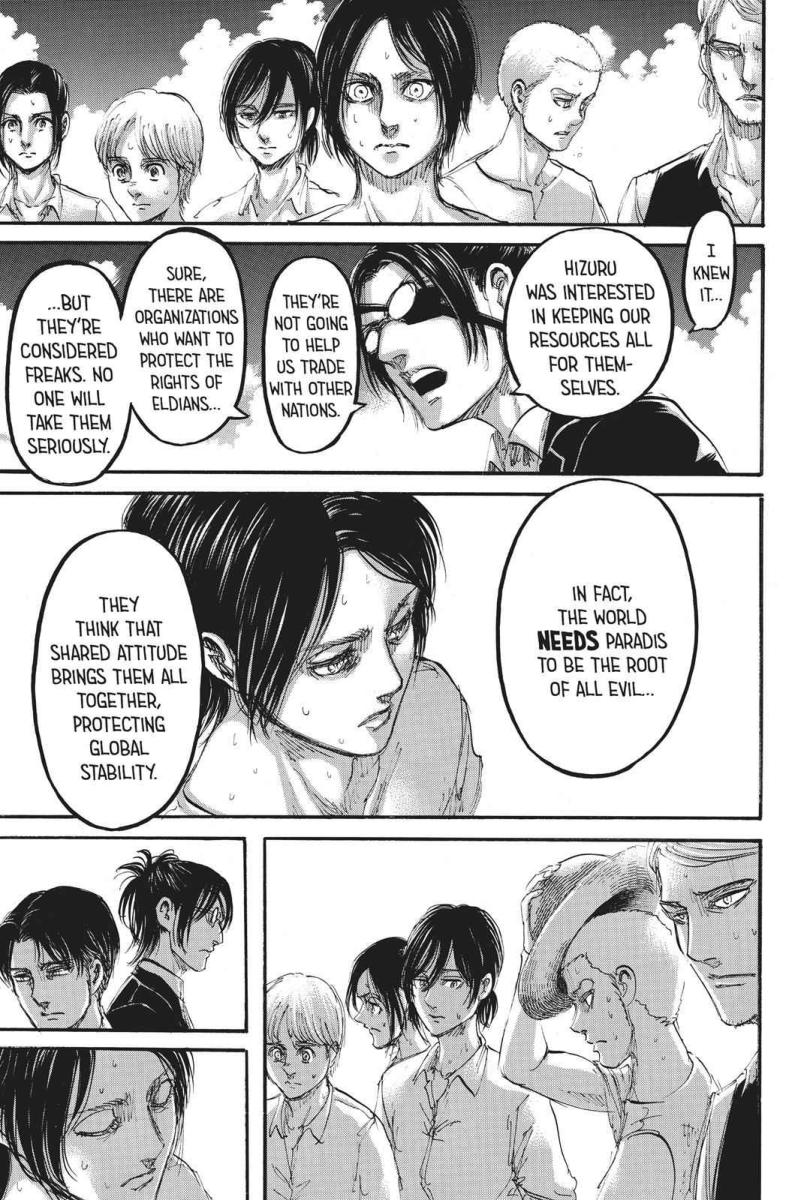 I
KNEW
IT...
HIZURU
WAS INTERESTED
IN KEEPING OUR
RESOURCES ALL
FOR THEM-
SELVES.
THEY'RE
NOT GOING
TO HELP
US TRADE
WITH OTHER
NATIONS.
SURE,
THERE ARE
ORGANIZATIONS
WHO WANT TO
PROTECT THE
RIGHTS OF
ELDIANS...
...BUT
THEY'RE
CONSIDERED
FREAKS. NO
ONE WILL
TAKE THEM
SERIOUSLY.
IN FACT,
THE WORLD
NEEDS PARADIS
TO BE THE ROOT
OF ALL EVIL...
THEY
THINK THAT
SHARED ATTITUDE
BRINGS THEM ALL
TOGETHER,
PROTECTING
GLOBAL
STABILITY.